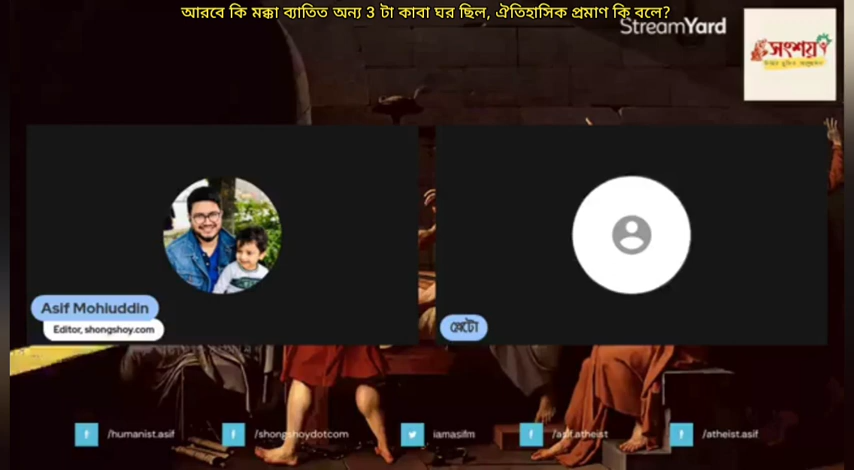 আরবে কি মক্কা ব্যাতিত অন্য 3 টা কাবা ঘর ছিল, ঐতিহাসিক প্রমাণ কি বলে?
StreamYard
সংশয়
Asif Mohiuddin
Editor, shongshoy.com
প্লেটো
/humanist.asif
/shongshoydotcom
iamasifm
/asif.atheist
/atheist.asif